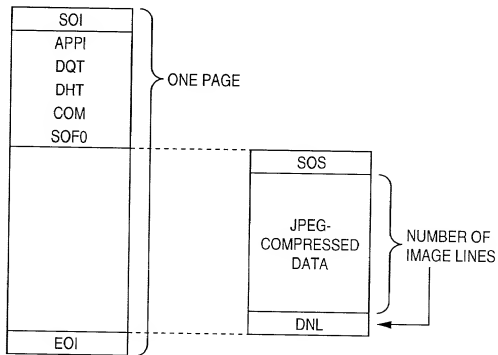 SOI
APPI
DQT
DHT
COM
SOF0
ONE PAGE
SOS
JPEG-
COMPRESSED
DATA
NUMBER OF
IMAGE LINES
DNL
EOI